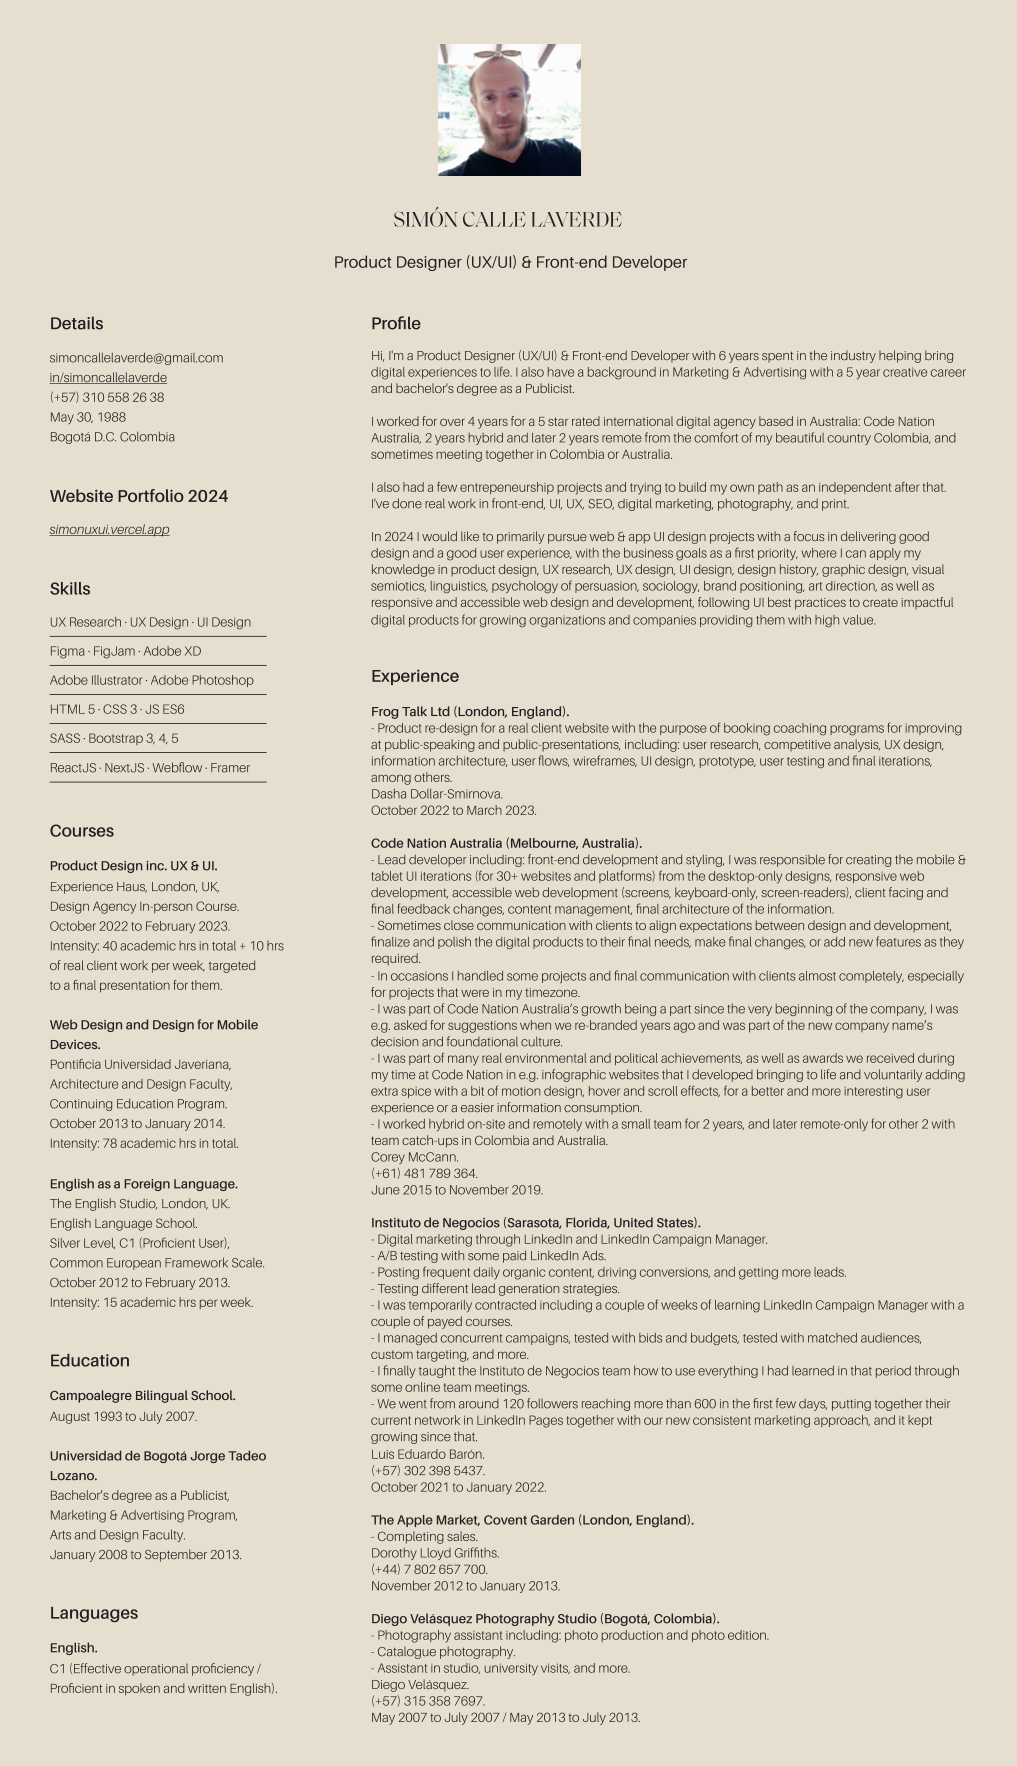 SIMÓN CALLE LAVERDE
Product Designer (UX/UI) & Front-end Developer
Details
simoncallelaverde@gmail.com
in/simoncallelaverde
(+57) 310 558 26 38
May 30, 1988
Bogotá D.C. Colombia
Website Portfolio 2024
simonuxui.vercel.app
Skills
UX Research · UX Design · UI Design
Figma · FigJam · Adobe XD
Adobe Illustrator · Adobe Photoshop
HTML 5 · CSS 3 · JS ES6
SASS · Bootstrap 3, 4, 5
ReactJS · NextJS · Webflow · Framer
Courses
Product Design inc. UX & UI.
Experience Haus, London, UK,
Design Agency In-person Course.
October 2022 to February 2023.
Intensity: 40 academic hrs in total + 10 hrs
of real client work per week, targeted
to a final presentation for them.
Web Design and Design for Mobile
Devices.
Pontificia Universidad Javeriana,
Architecture and Design Faculty,
Continuing Education Program.
October 2013 to January 2014.
Intensity: 78 academic hrs in total.
English as a Foreign Language.
The English Studio, London, UK.
English Language School.
Silver Level, C1 (Proficient User),
Common European Framework Scale.
October 2012 to February 2013.
Intensity: 15 academic hrs per week.
Education
Campoalegre Bilingual School.
August 1993 to July 2007.
Universidad de Bogotá Jorge Tadeo
Lozano.
Bachelor's degree as a Publicist,
Marketing & Advertising Program,
Arts and Design Faculty.
January 2008 to September 2013.
Languages
English.
C1 (Effective operational proficiency /
Proficient in spoken and written English).
Profile
Hi, I'm a Product Designer (UX/UI) & Front-end Developer with 6 years spent in the industry helping bring
digital experiences to life. I also have a background in Marketing & Advertising with a 5 year creative career
and bachelor's degree as a Publicist.
I worked for over 4 years for a 5 star rated international digital agency based in Australia: Code Nation
Australia, 2 years hybrid and later 2 years remote from the comfort of my beautiful country Colombia, and
sometimes meeting together in Colombia or Australia.
I also had a few entrepeneurship projects and trying to build my own path as an independent after that.
I've done real work in front-end, UI, UX, SEO, digital marketing, photography, and print.
In 2024 I would like to primarily pursue web & app UI design projects with a focus in delivering good
design and a good user experience, with the business goals as a first priority, where I can apply my
knowledge in product design, UX research, UX design, UI design, design history, graphic design, visual
semiotics, linguistics, psychology of persuasion, sociology, brand positioning, art direction, as well as
responsive and accessible web design and development, following UI best practices to create impactful
digital products for growing organizations and companies providing them with high value.
Experience
Frog Talk Ltd (London, England).
- Product re-design for a real client website with the purpose of booking coaching programs for improving
at public-speaking and public-presentations, including: user research, competitive analysis, UX design,
information architecture, user flows, wireframes, UI design, prototype, user testing and final iterations,
among others.
Dasha Dollar-Smirnova.
October 2022 to March 2023.
Code Nation Australia (Melbourne, Australia).
- Lead developer including: front-end development and styling, I was responsible for creating the mobile &
tablet UI iterations (for 30+ websites and platforms) from the desktop-only designs, responsive web
development, accessible web development (screens, keyboard-only, screen-readers), client facing and
final feedback changes, content management, final architecture of the information.
- Sometimes close communication with clients to align expectations between design and development,
finalize and polish the digital products to their final needs, make final changes, or add new features as they
required.
- In occasions I handled some projects and final communication with clients almost completely, especially
for projects that were in my timezone.
- I was part of Code Nation Australia's growth being a part since the very beginning of the company, I was
e.g. asked for suggestions when we re-branded years ago and was part of the new company name's
decision and foundational culture.
- I was part of many real environmental and political achievements, as well as awards we received during
my time at Code Nation in e.g. infographic websites that I developed bringing to life and voluntarily adding
extra spice with a bit of motion design, hover and scroll effects, for a better and more interesting user
experience or a easier information consumption.
- I worked hybrid on-site and remotely with a small team for 2 years, and later remote-only for other 2 with
team catch-ups in Colombia and Australia.
Corey McCann.
(+61) 481 789 364.
June 2015 to November 2019.
Instituto de Negocios (Sarasota, Florida, United States).
- Digital marketing through LinkedIn and LinkedIn Campaign Manager.
- A/B testing with some paid LinkedIn Ads.
- Posting frequent daily organic content, driving conversions, and getting more leads.
- Testing different lead generation strategies.
- I was temporarily contracted including a couple of weeks of learning LinkedIn Campaign Manager with a
couple of payed courses.
- I managed concurrent campaigns, tested with bids and budgets, tested with matched audiences,
custom targeting, and more.
- I finally taught the Instituto de Negocios team how to use everything I had learned in that period through
some online team meetings.
- We went from around 120 followers reaching more than 600 in the first few days, putting together their
current network in LinkedIn Pages together with our new consistent marketing approach, and it kept
growing since that.
Luis Eduardo Barón.
(+57) 302 398 5437.
October 2021 to January 2022.
The Apple Market, Covent Garden (London, England).
- Completing sales.
Dorothy Lloyd Griffiths.
(+44) 7 802 657 700.
November 2012 to January 2013.
Diego Velásquez Photography Studio (Bogotá, Colombia).
- Photography assistant including: photo production and photo edition.
- Catalogue photography.
- Assistant in studio, university visits, and more.
Diego Velásquez.
(+57) 315 358 7697.
May 2007 to July 2007 / May 2013 to July 2013.